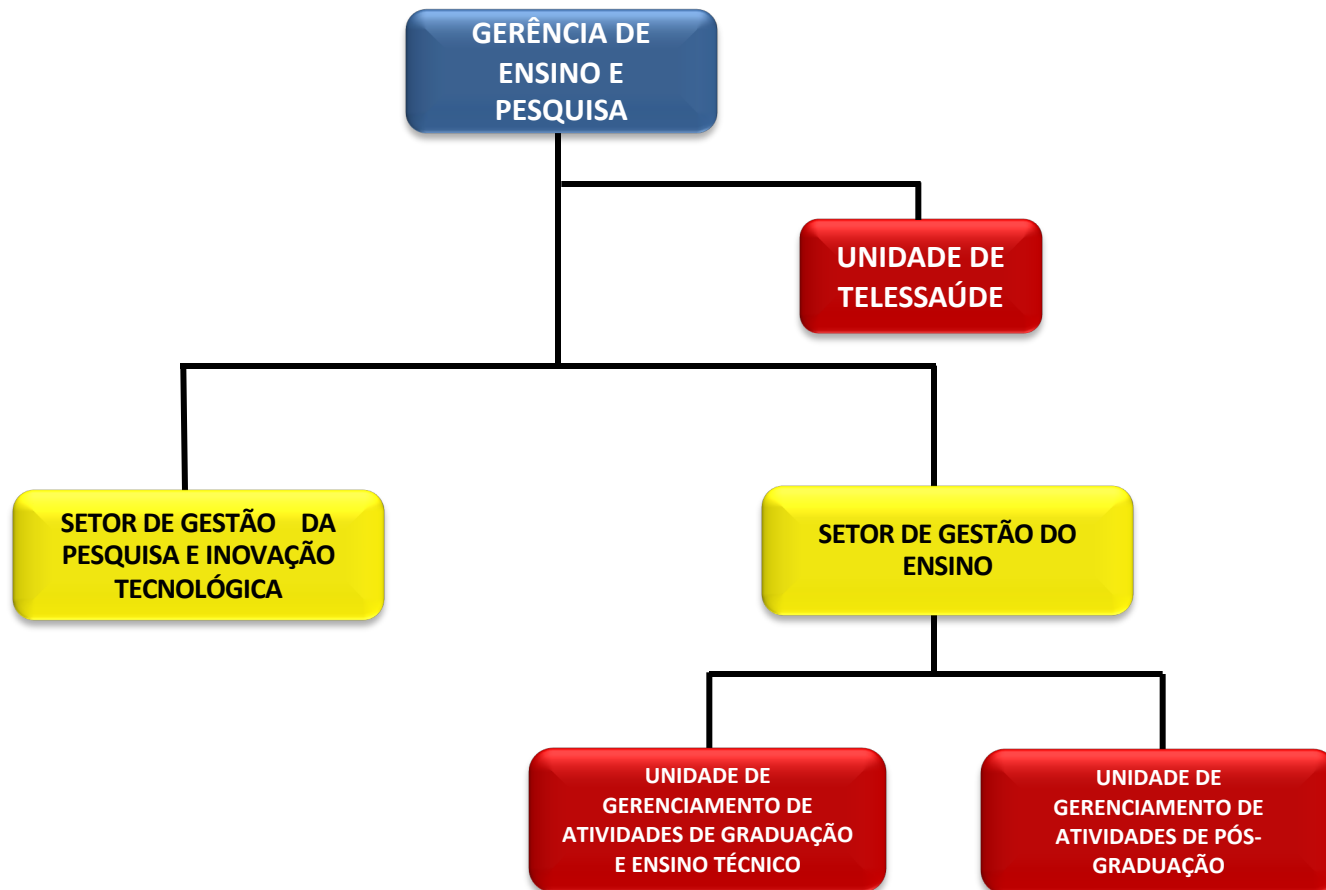 GERÊNCIA DE
ENSINO E
PESQUISA
UNIDADE DE
TELESSAÚDE
SETOR DE GESTÃO DA
PESQUISA E INOVAÇÃO
TECNOLÓGICA
SETOR DE GESTÃO DO
ENSINO
UNIDADE DE
GERENCIAMENTO DE
ATIVIDADES DE GRADUAÇÃO
E ENSINO TÉCNICO
UNIDADE DE
GERENCIAMENTO DE
ATIVIDADES DE PÓS-
GRADUAÇÃO